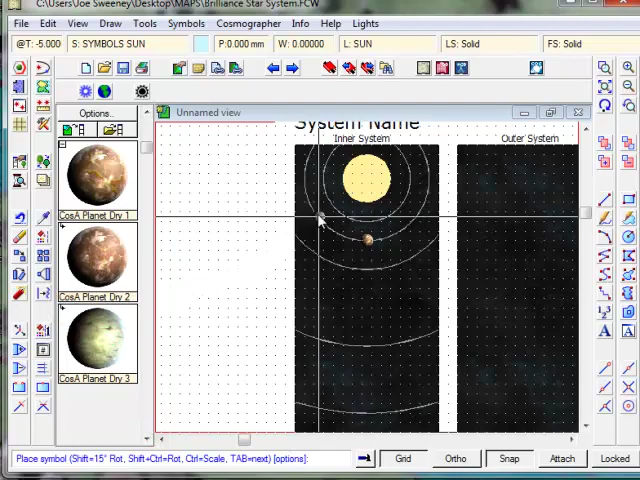 C:\Users\Joe Sweeney\Desktop\MAPS\Brilliance Star System.FCW
File Edit View Draw Tools Symbols Cosmographer Info Help Lights
@T: -5.000 S: SYMBOLS SUN P:0.000 mm W: 0.00000 L: SUN LS: Solid FS: Solid
Options..
Unnamed view
System Name
Inner System
Outer System
CosA Planet Dry 1
CosA Planet Dry 2
CosA Planet Dry 3
Place symbol (Shift=15° Rot, Shift+Ctrl=Rot, Ctrl=Scale, TAB=next) [options]:
Grid Ortho Snap Attach Locked